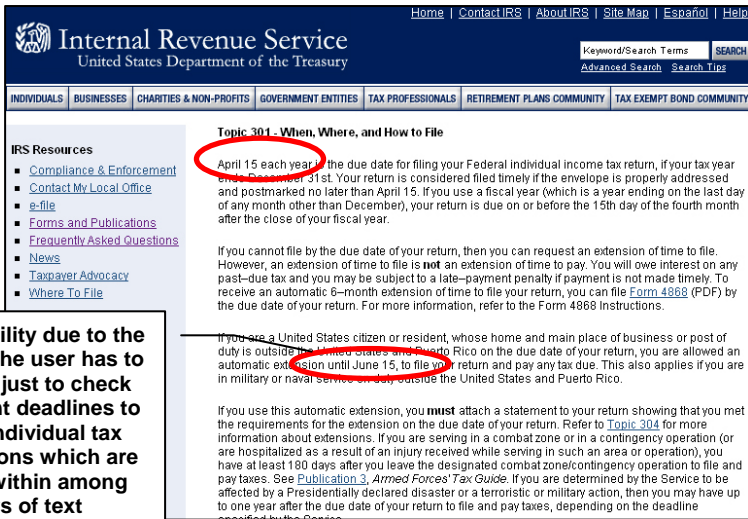 Home | Contact IRS | About IRS | Site Map | Español | Help
Internal Revenue Service
United States Department of the Treasury
Keyword/Search Terms SEARCH
Advanced Search Search Tips
INDIVIDUALS BUSINESSES CHARITIES & NON-PROFITS GOVERNMENT ENTITIES TAX PROFESSIONALS RETIREMENT PLANS COMMUNITY TAX EXEMPT BOND COMMUNITY
IRS Resources
Compliance & Enforcement
Contact My Local Office
e-file
Forms and Publications
Frequently Asked Questions
News
Taxpayer Advocacy
Where To File
Topic 301 - When, Where, and How to File
April 15 each year is the due date for filing your Federal individual income tax return, if your tax year
ends December 31st. Your return is considered filed timely if the envelope is properly addressed
and postmarked no later than April 15. If you use a fiscal year (which is a year ending on the last day
of any month other than December), your return is due on or before the 15th day of the fourth month
after the close of your fiscal year.
If you cannot file by the due date of your return, then you can request an extension of time to file.
However, an extension of time to file is not an extension of time to pay. You will owe interest on any
past–due tax and you may be subject to a late–payment penalty if payment is not made timely. To
receive an automatic 6–month extension of time to file your return, you can file Form 4868 (PDF) by
the due date of your return. For more information, refer to the Form 4868 Instructions.
If you are a United States citizen or resident, whose home and main place of business or post of
duty is outside the United States and Puerto Rico on the due date of your return, you are allowed an
automatic extension until June 15, to file your return and pay any tax due. This also applies if you are
in military or naval service on duty outside the United States and Puerto Rico.
If you use this automatic extension, you must attach a statement to your return showing that you met
the requirements for the extension on the due date of your return. Refer to Topic 304 for more
information about extensions. If you are serving in a combat zone or in a contingency operation (or
are hospitalized as a result of an injury received while serving in such an area or operation), you
have at least 180 days after you leave the designated combat zone/contingency operation to file and
pay taxes. See Publication 3, Armed Forces' Tax Guide. If you are determined by the Service to be
affected by a Presidentially declared disaster or a terroristic or military action, then you may have up
to one year after the due date of your return to file and pay taxes, depending on the deadline
specified by the Service.
ility due to the
he user has to
just to check
t deadlines to
ndividual tax
ons which are
within among
s of text